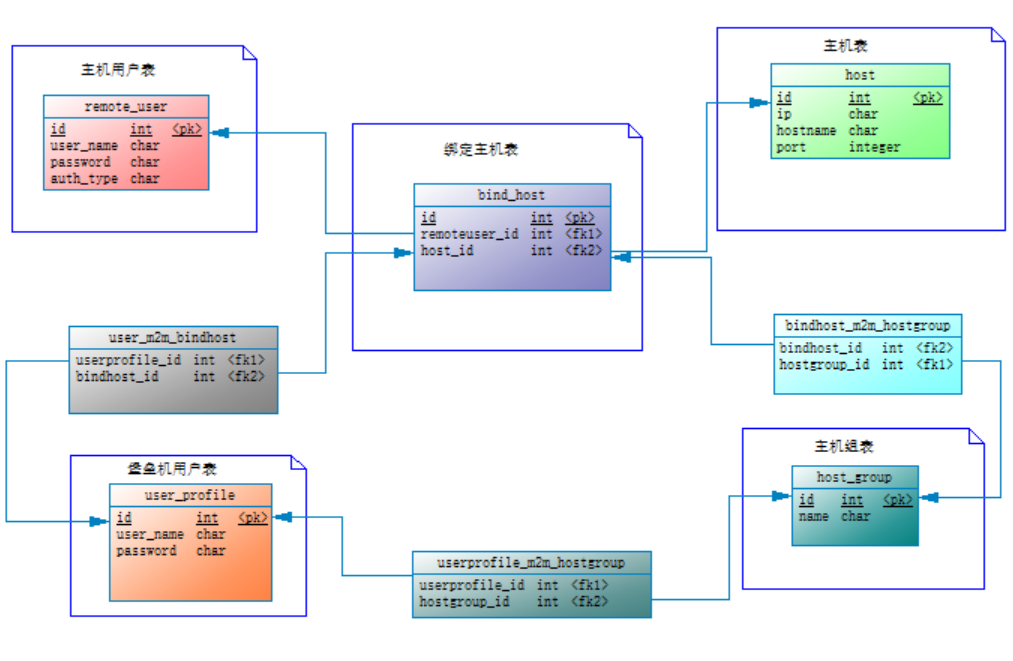 主机用户表
remote_user
id int <pk>
user_name char
password char
auth_type char
主机表
host
id int <pk>
ip char
hostname char
port integer
绑定主机表
bind_host
id int <pk>
remoteuser_id int <fk1>
host_id int <fk2>
user_m2m_bindhost
userprofile_id int <fk1>
bindhost_id int <fk2>
bindhost_m2m_hostgroup
bindhost_id int <fk2>
hostgroup_id int <fk1>
堡垒机用户表
user_profile
id int <pk>
user_name char
password char
主机组表
host_group
id int <pk>
name char
userprofile_m2m_hostgroup
userprofile_id int <fk1>
hostgroup_id int <fk2>